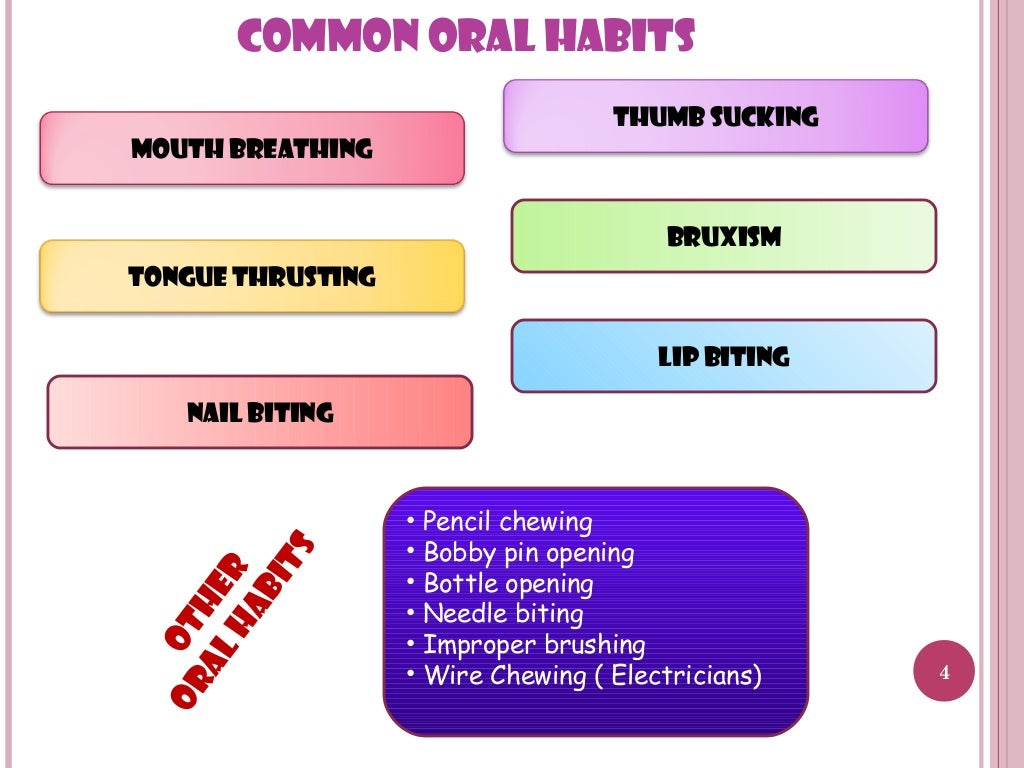 COMMON ORAL HABITS
THUMB SUCKING
MOUTH BREATHING
BRUXISM
TONGUE THRUSTING
LIP BITING
NAIL BITING
OTHER
ORAL HABITS
• Pencil chewing
• Bobby pin opening
• Bottle opening
• Needle biting
• Improper brushing
• Wire Chewing ( Electricians)
4